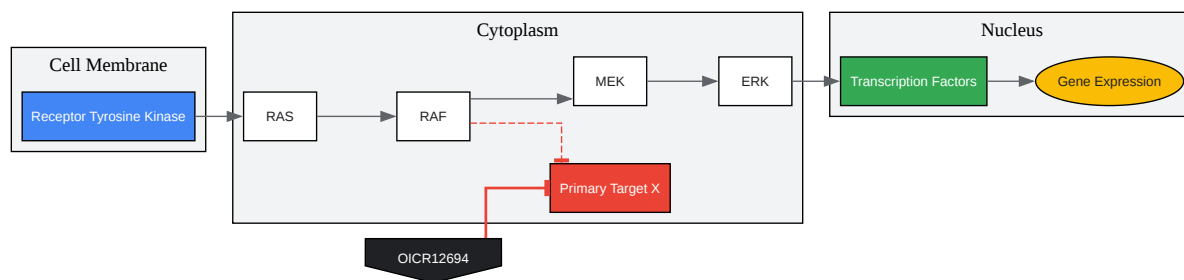 Cell Membrane
Receptor Tyrosine Kinase
Cytoplasm
RAS
RAF
MEK
ERK
Primary Target X
OICR12694
Nucleus
Transcription Factors
Gene Expression